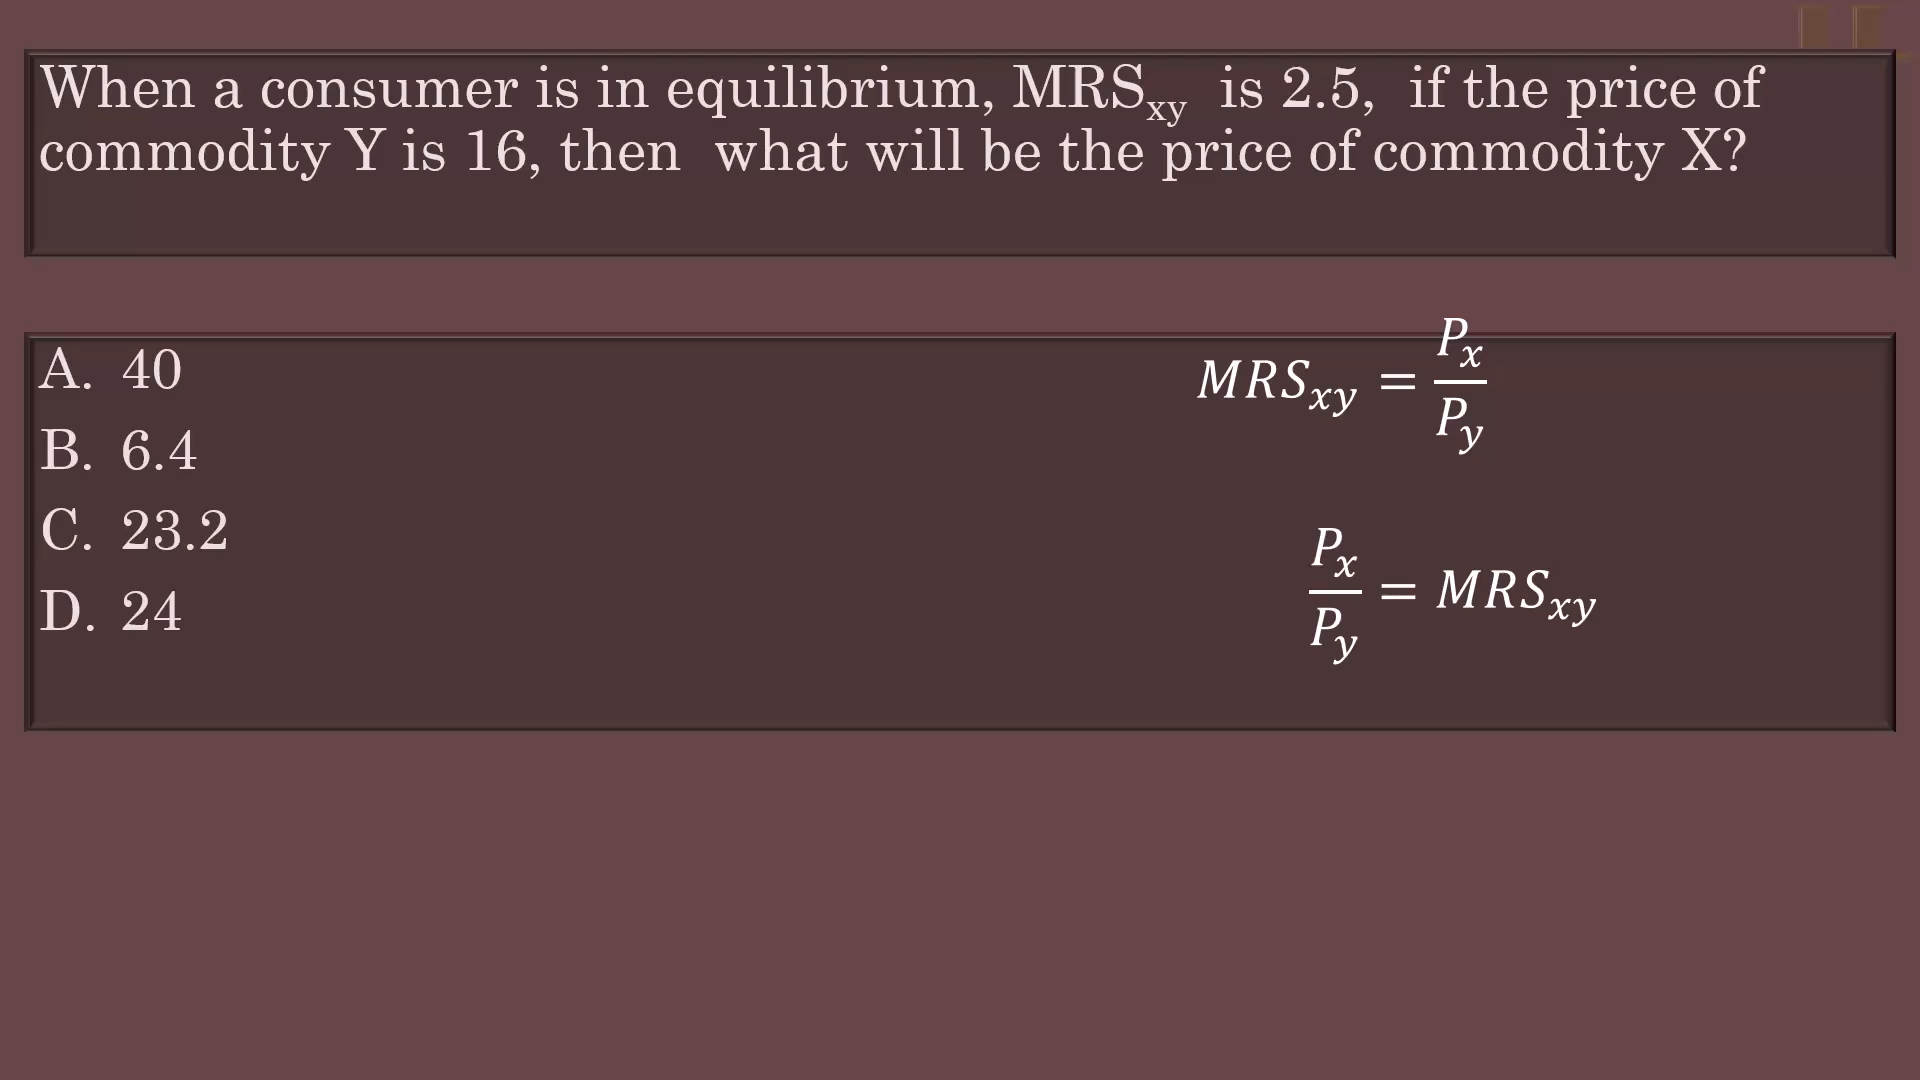 When a consumer is in equilibrium, MRSxy is 2.5, if the price of
commodity Y is 16, then what will be the price of commodity X?
A. 40
B. 6.4
C. 23.2
D. 24
MRSxy = Px/Py
Px/Py = MRSxy